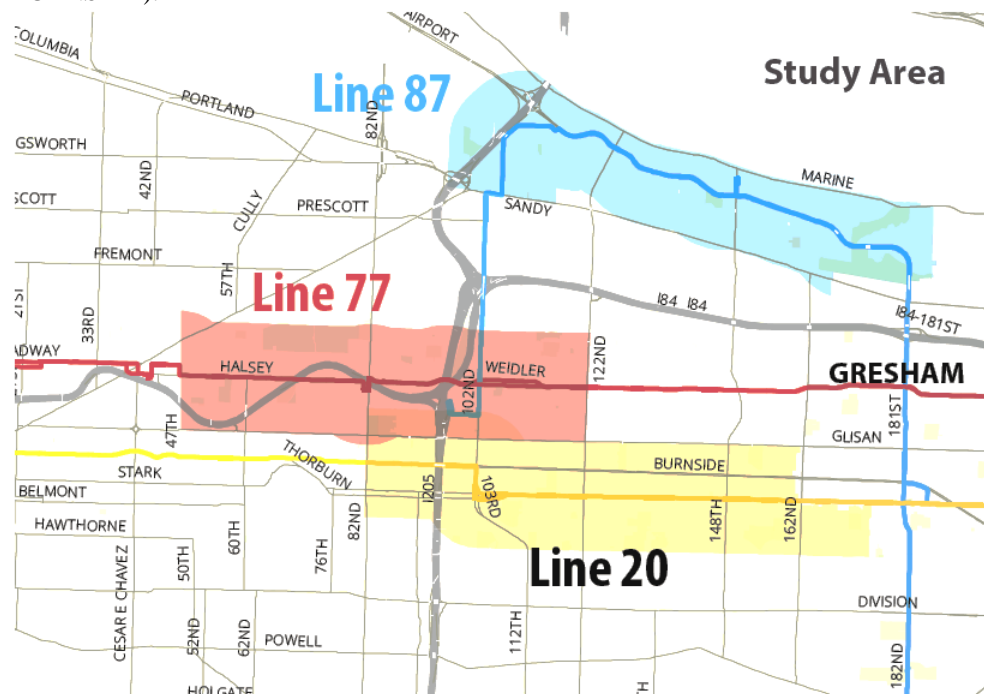 AIRPORT
COLUMBIA
Line 87
Study Area
PORTLAND
82ND
GSWORTH
42ND
MARINE
SCOTT
CULLY
PRESCOTT
SANDY
FREMONT
57TH
Line 77
I84 I84
I84-181ST
21ST
33RD
ADWAY
HALSEY
WEIDLER
122ND
102ND
GRESHAM
181ST
47TH
GLISAN
THORBURN
BURNSIDE
STARK
BELMONT
I205
103RD
82ND
148TH
162ND
HAWTHORNE
60TH
76TH
50TH
Line 20
CESAR E CHAVEZ
DIVISION
52ND
62ND
POWELL
112TH
182ND
HOLGATE
TH